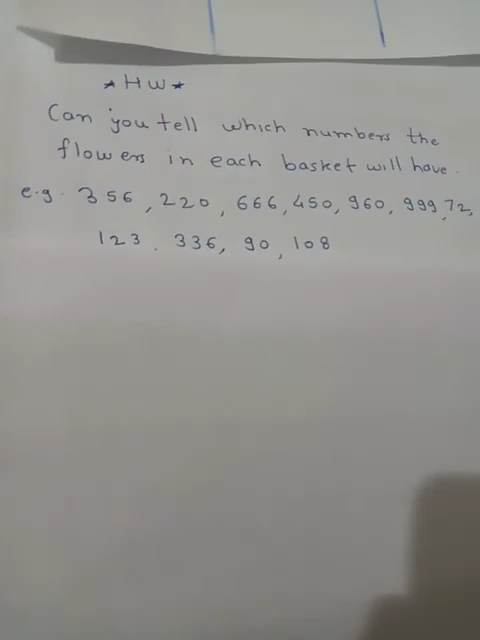 ★ HW ★
Can you tell which numbers the
flowers in each basket will have.
e.g. 356, 220, 666, 450, 960, 999, 72,
123. 336, 90, 108